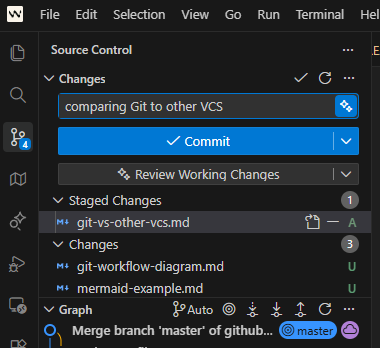 File Edit Selection View Go Run Terminal Help
Source Control
Changes
comparing Git to other VCS
Commit
Review Working Changes
Staged Changes 1
git-vs-other-vcs.md A
Changes 3
git-workflow-diagram.md U
mermaid-example.md U
Graph Auto
Merge branch 'master' of github... master
4